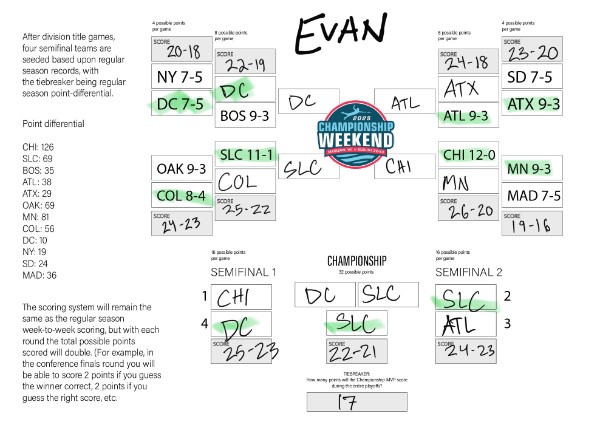 EVAN
After division title games,
four semifinal teams are
seeded based upon regular
season records, with
the tiebreaker being regular
season point-differential.
Point differential
CHI: 126
SLC: 69
BOS: 35
ATL: 38
ATX: 29
OAK: 69
MN: 81
COL: 56
DC: 10
NY: 19
SD: 24
MAD: 36
The scoring system will remain the
same as the regular season
week-to-week scoring, but with each
round the total possible points
scored will double. (For example, in
the conference finals round you will
be able to score 2 points if you guess
the winner correct, 2 points if you
guess the right score, etc.
4 possible points
per game
SCORE
20-18
NY 7-5
DC 7-5
8 possible points
per game
SCORE
22-19
DC
BOS 9-3
DC
OAK 9-3
COL 8-4
SCORE
24-23
SLC 11-1
COL
SCORE
25-22
SLC
2025
CHAMPIONSHIP
WEEKEND
ATL
CHI
8 possible points
per game
SCORE
24-18
ATX
ATL 9-3
4 possible points
per game
SCORE
23-20
SD 7-5
ATX 9-3
CHI 12-0
MN
SCORE
26-20
MN 9-3
MAD 7-5
SCORE
19-16
16 possible points
per game
SEMIFINAL 1
1 CHI
4 DC
SCORE
25-23
CHAMPIONSHIP
32 possible points
DC SLC
SLC
SCORE
22-21
16 possible points
per game
SEMIFINAL 2
SLC 2
ATL 3
SCORE
24-23
TIEBREAKER:
How many points will the Championship MVP score
during the entire playoffs?
17